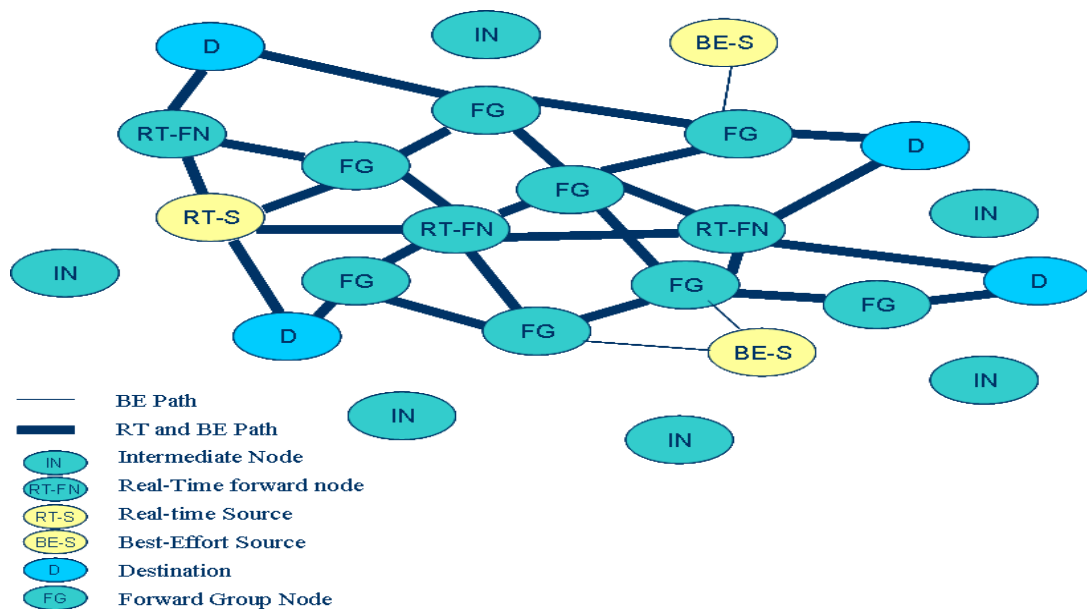 IN
BE-S
D
FG
RT-FN
FG
D
FG
FG
RT-S
IN
RT-FN
RT-FN
IN
FG
FG
D
FG
FG
D
BE-S
IN
IN
IN
BE Path
RT and BE Path
IN Intermediate Node
RT-FN Real-Time forward node
RT-S Real-time Source
BE-S Best-Effort Source
D Destination
FG Forward Group Node